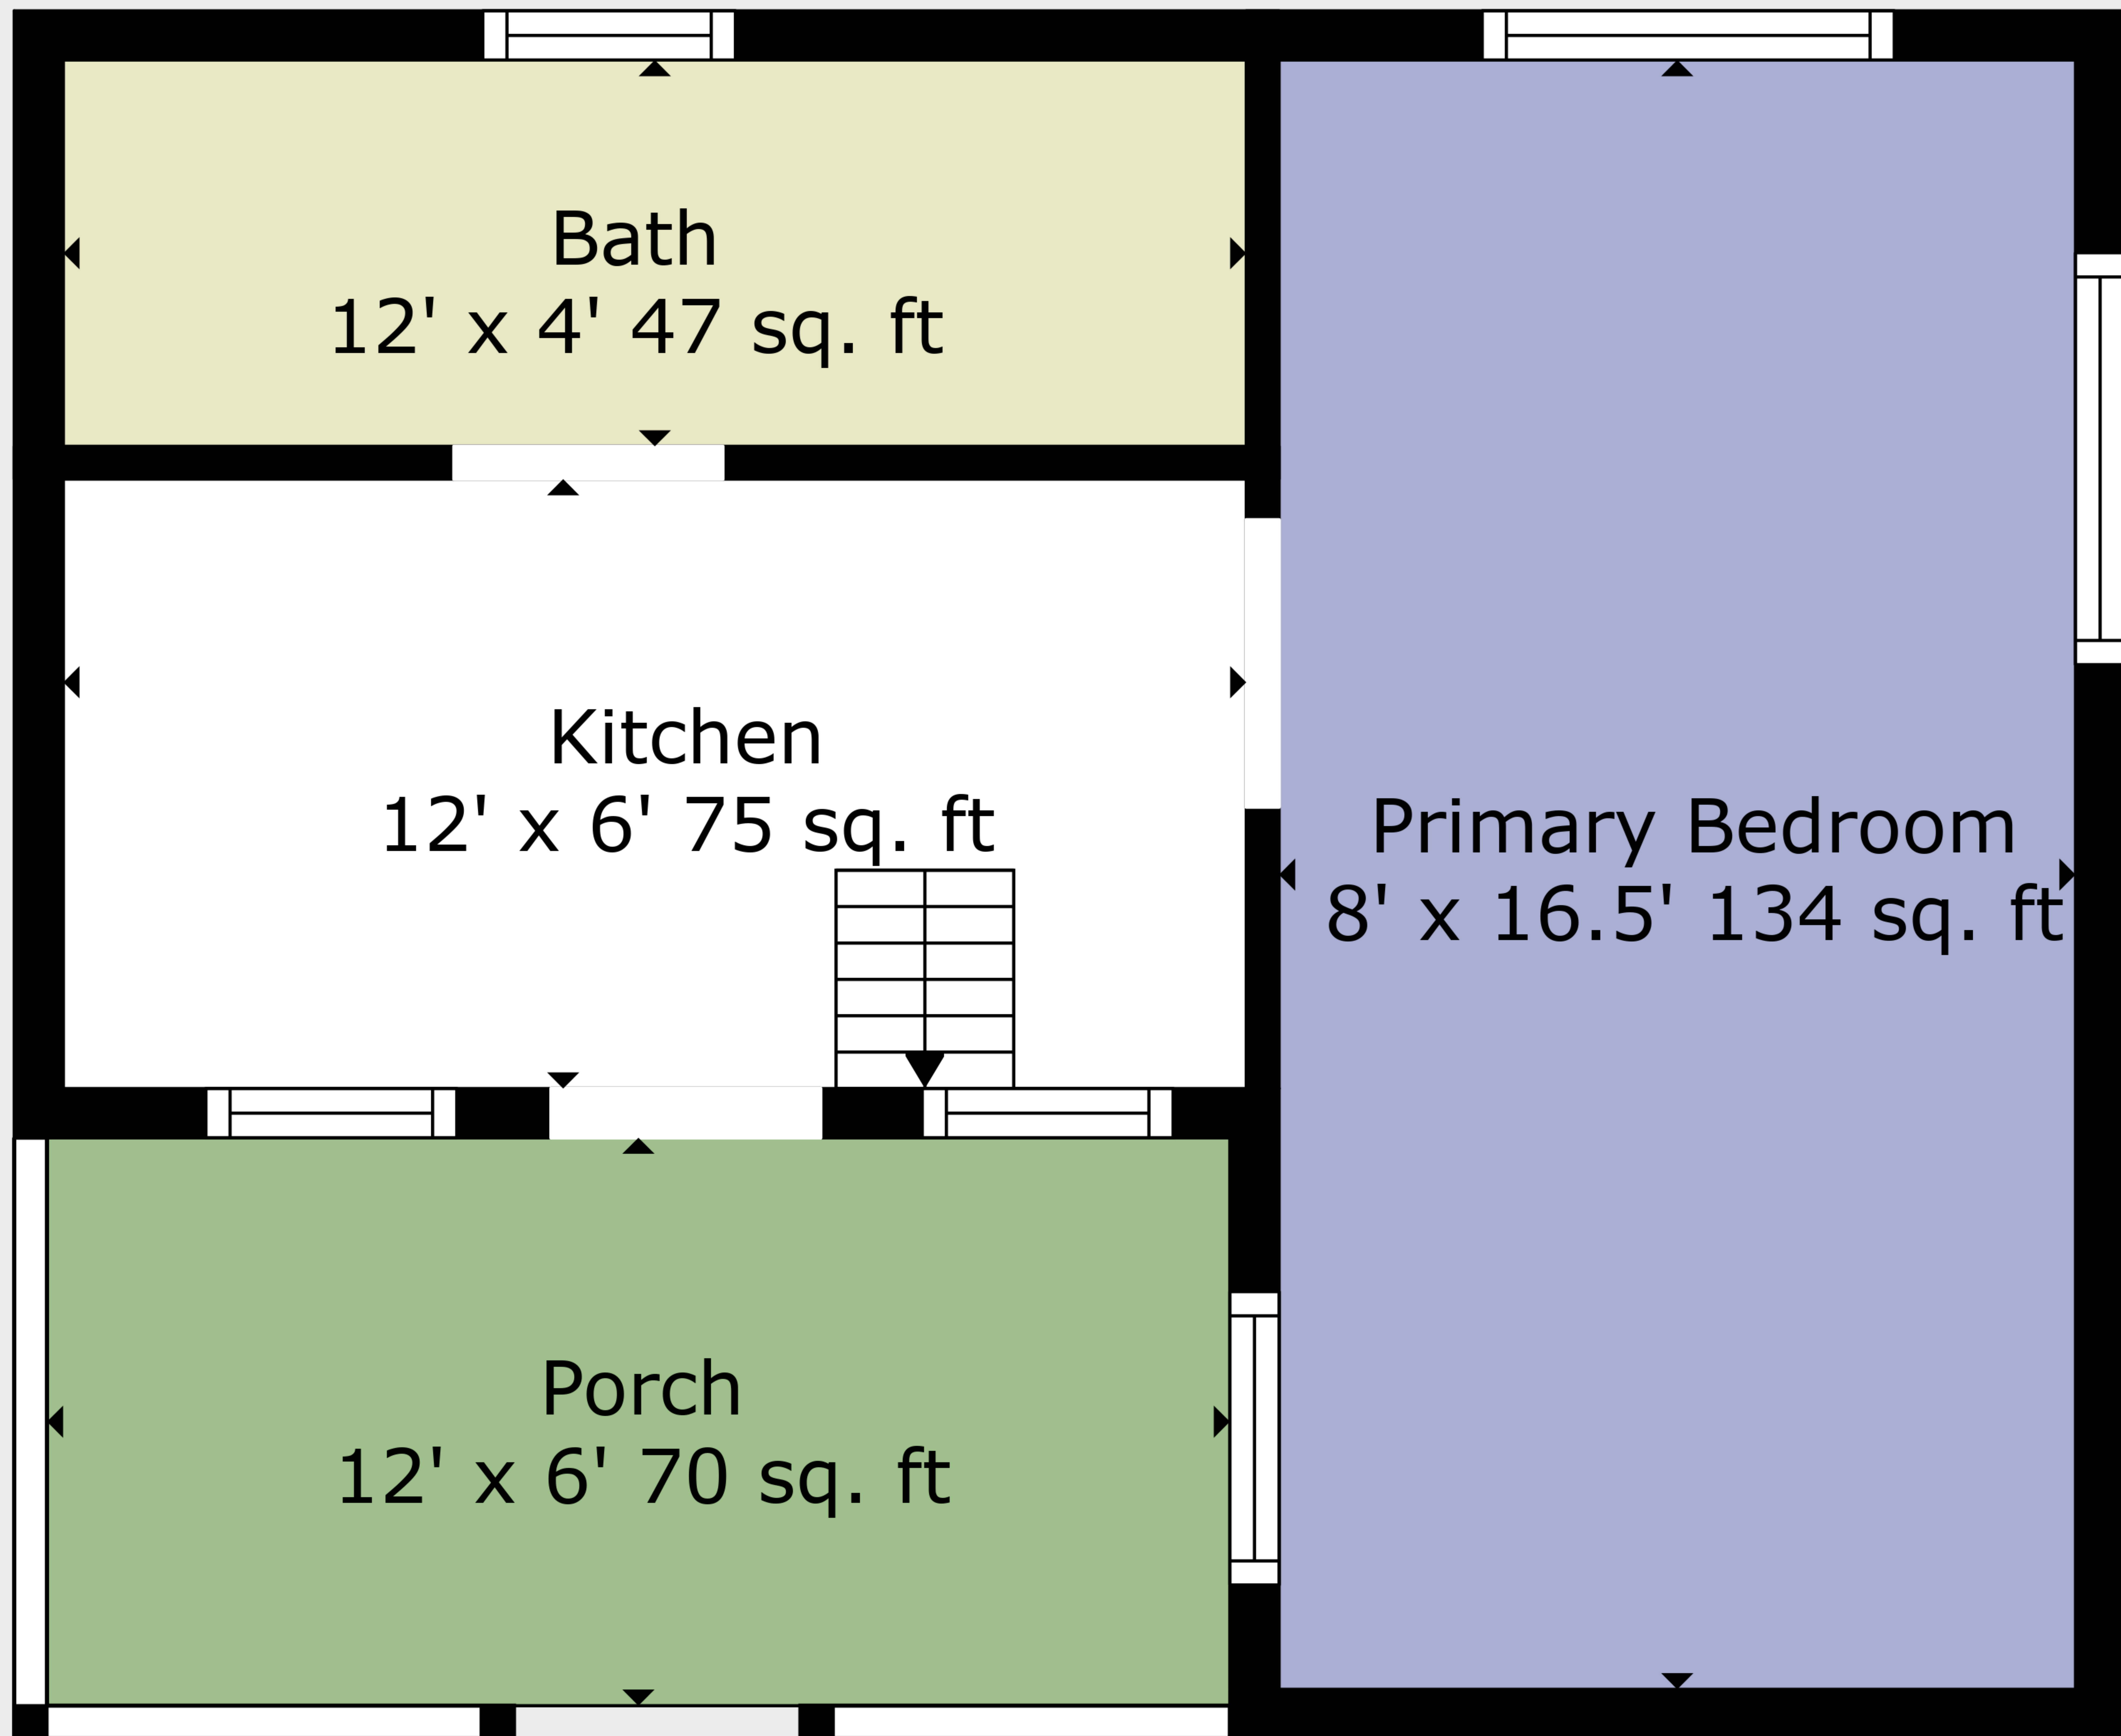 Bath
12' x 4' 47 sq. ft
Kitchen
12' x 6' 75 sq. ft
Primary Bedroom
8' x 16.5' 134 sq. ft
Porch
12' x 6' 70 sq. ft